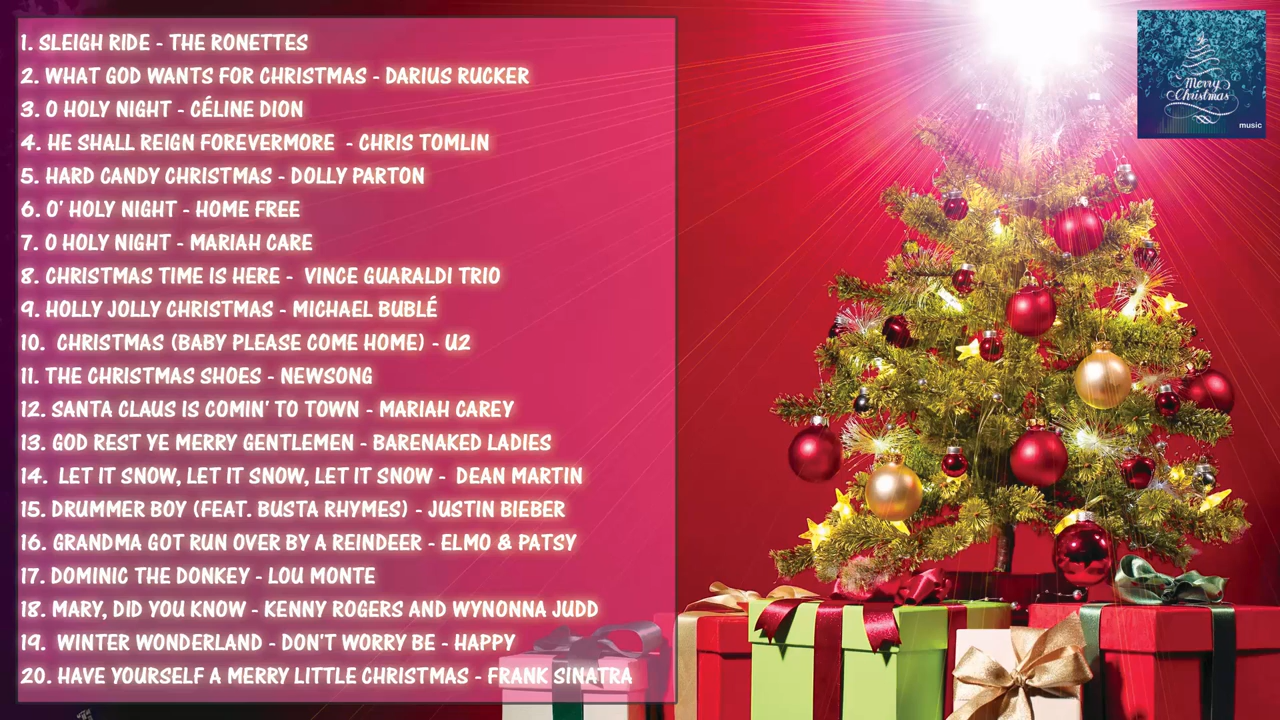 1. SLEIGH RIDE - THE RONETTES
2. WHAT GOD WANTS FOR CHRISTMAS - DARIUS RUCKER
3. O HOLY NIGHT - CÉLINE DION
4. HE SHALL REIGN FOREVERMORE - CHRIS TOMLIN
5. HARD CANDY CHRISTMAS - DOLLY PARTON
6. O' HOLY NIGHT - HOME FREE
7. O HOLY NIGHT - MARIAH CARE
8. CHRISTMAS TIME IS HERE - VINCE GUARALDI TRIO
9. HOLLY JOLLY CHRISTMAS - MICHAEL BUBLÉ
10. CHRISTMAS (BABY PLEASE COME HOME) - U2
11. THE CHRISTMAS SHOES - NEWSONG
12. SANTA CLAUS IS COMIN' TO TOWN - MARIAH CAREY
13. GOD REST YE MERRY GENTLEMEN - BARENAKED LADIES
14. LET IT SNOW, LET IT SNOW, LET IT SNOW - DEAN MARTIN
15. DRUMMER BOY (FEAT. BUSTA RHYMES) - JUSTIN BIEBER
16. GRANDMA GOT RUN OVER BY A REINDEER - ELMO & PATSY
17. DOMINIC THE DONKEY - LOU MONTE
18. MARY, DID YOU KNOW - KENNY ROGERS AND WYNONNA JUDD
19. WINTER WONDERLAND - DON'T WORRY BE - HAPPY
20. HAVE YOURSELF A MERRY LITTLE CHRISTMAS - FRANK SINATRA
Merry
Christmas
music